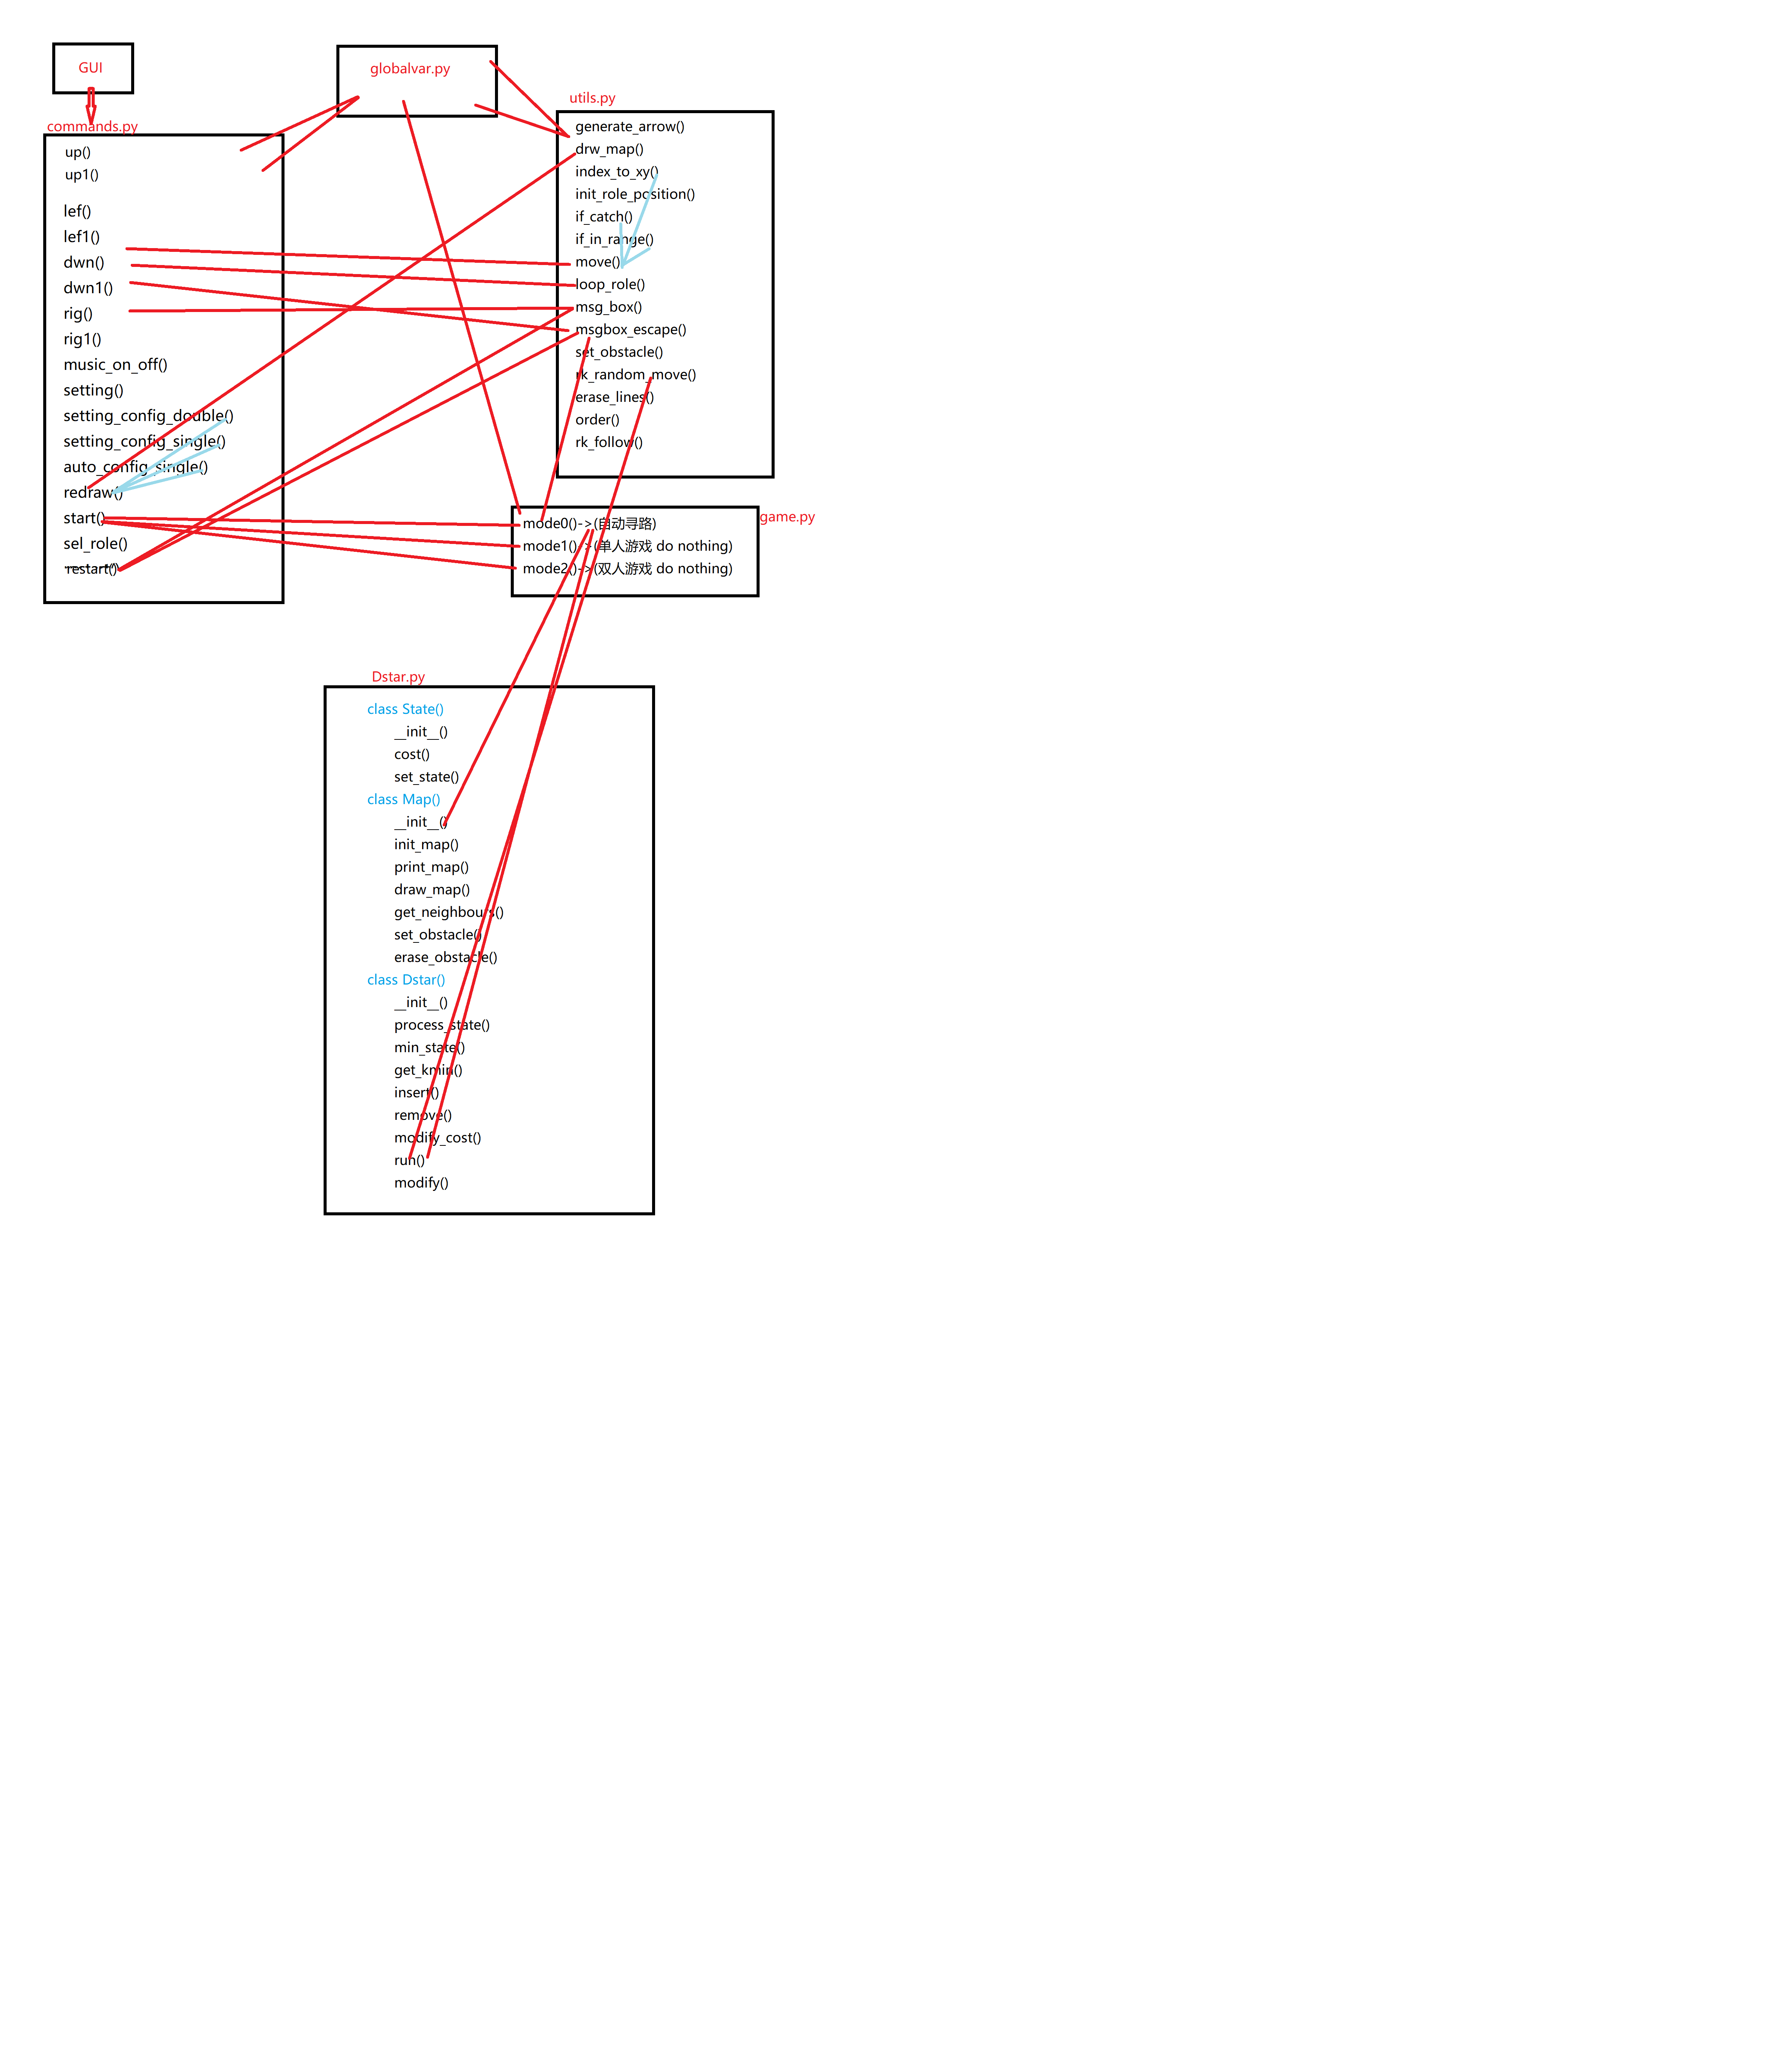 GUI
globalvar.py
commands.py
up()
up1()
lef()
lef1()
dwn()
dwn1()
rig()
rig1()
music_on_off()
setting()
setting_config_double()
setting_config_single()
auto_config_single()
redraw()
start()
sel_role()
restart()
utils.py
generate_arrow()
drw_map()
index_to_xy()
init_role_position()
if_catch()
if_in_range()
move()
loop_role()
msg_box()
msgbox_escape()
set_obstacle()
rk_random_move()
erase_lines()
order()
rk_follow()
game.py
mode0()->(自动寻路)
mode1()->(单人游戏 do nothing)
mode2()->(双人游戏 do nothing)
Dstar.py
class State()
__init__()
cost()
set_state()
class Map()
__init__()
init_map()
print_map()
draw_map()
get_neighbours()
set_obstacle()
erase_obstacle()
class Dstar()
__init__()
process_state()
min_state()
get_kmin()
insert()
remove()
modify_cost()
run()
modify()